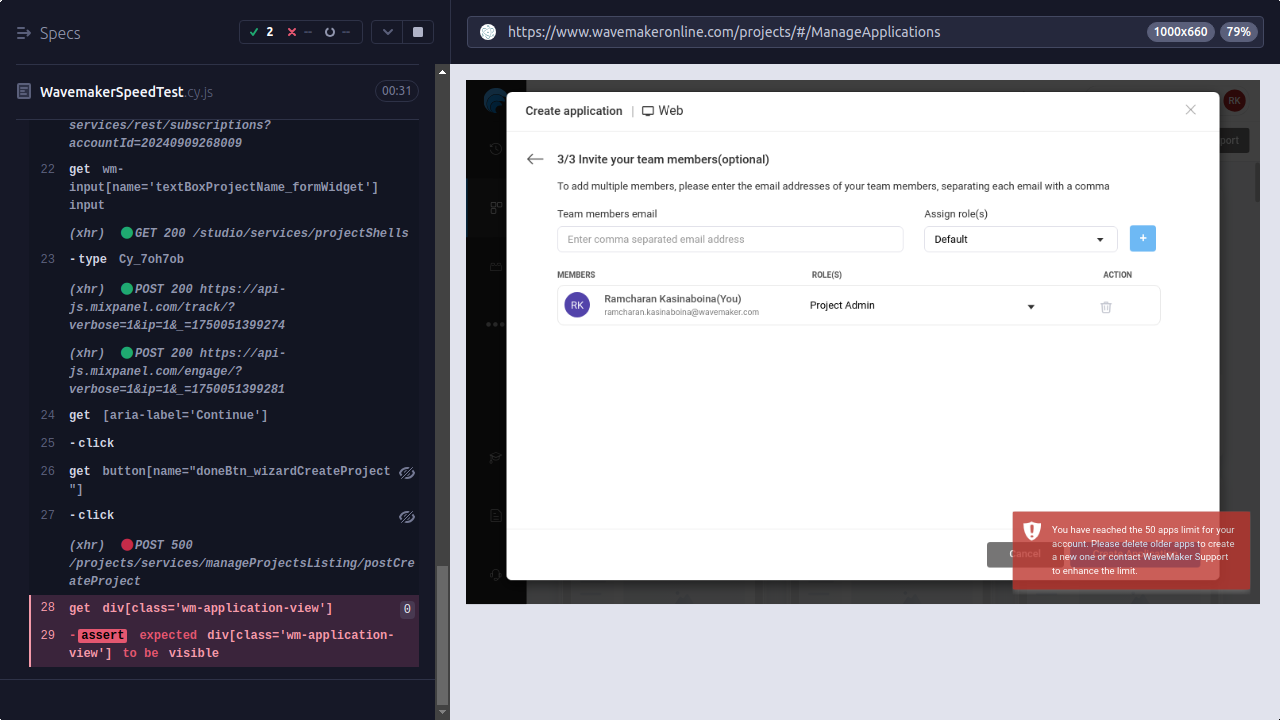 Specs
2
--
--
https://www.wavemakeronline.com/projects/#/ManageApplications
1000x660
79%
WavemakerSpeedTest.cy.js
00:31
services/rest/subscriptions?
accountId=20240909268009
22 get wm-
input[name='textBoxProjectName_formWidget']
input
(xhr) GET 200 /studio/services/projectShells
23 -type Cy_7oh7ob
(xhr) POST 200 https://api-
js.mixpanel.com/track/?
verbose=1&ip=1&_=1750051399274
(xhr) POST 200 https://api-
js.mixpanel.com/engage/?
verbose=1&ip=1&_=1750051399281
24 get [aria-label='Continue']
25 -click
26 get button[name="doneBtn_wizardCreateProject
"]
27 -click
(xhr) POST 500
/projects/services/manageProjectsListing/postCre
ateProject
28 get div[class='wm-application-view'] 0
29 -assert expected div[class='wm-application-
view'] to be visible
Create application | Web
RK
port
3/3 Invite your team members(optional)
To add multiple members, please enter the email addresses of your team members, separating each email with a comma
Team members email
Assign role(s)
Enter comma separated email address
Default
+
MEMBERS ROLE(S) ACTION
RK
Ramcharan Kasinaboina(You)
ramcharan.kasinaboina@wavemaker.com
Project Admin
Cancel
You have reached the 50 apps limit for your
account. Please delete older apps to create
a new one or contact WaveMaker Support
to enhance the limit.